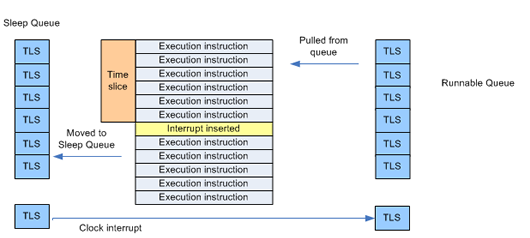 Sleep Queue
TLS
TLS
TLS
TLS
TLS
TLS
Moved to
Sleep Queue
Time
slice
Execution instruction
Execution instruction
Execution instruction
Execution instruction
Execution instruction
Execution instruction
Interrupt inserted
Execution instruction
Execution instruction
Execution instruction
Execution instruction
Execution instruction
Pulled from
queue
TLS
TLS
TLS
TLS
TLS
TLS
Runnable Queue
TLS
Clock interrupt
TLS